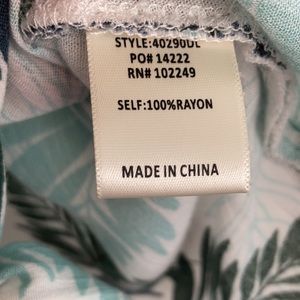 STYLE:40290DL
PO# 14222
RN# 102249
SELF:100%RAYON
MADE IN CHINA